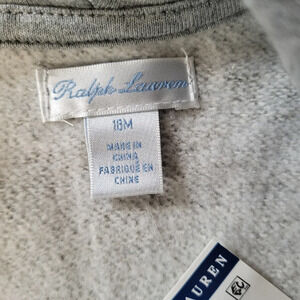 Ralph Lauren
18M
MADE IN
CHINA
FABRIQUÉ EN
CHINE
LAUREN